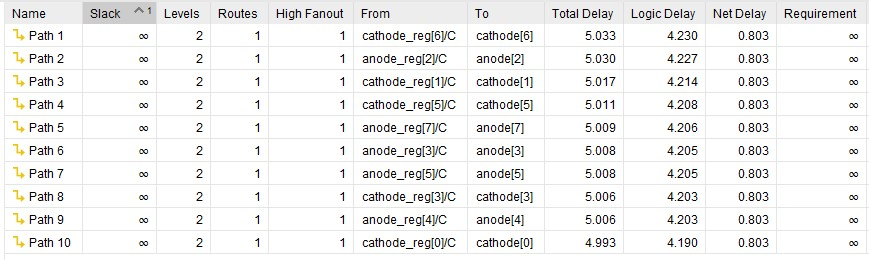 Name Slack 1 Levels Routes High Fanout From To Total Delay Logic Delay Net Delay Requirement
Path 1 ∞ 2 1 1 cathode_reg[6]/C cathode[6] 5.033 4.230 0.803 ∞
Path 2 ∞ 2 1 1 anode_reg[2]/C anode[2] 5.030 4.227 0.803 ∞
Path 3 ∞ 2 1 1 cathode_reg[1]/C cathode[1] 5.017 4.214 0.803 ∞
Path 4 ∞ 2 1 1 cathode_reg[5]/C cathode[5] 5.011 4.208 0.803 ∞
Path 5 ∞ 2 1 1 anode_reg[7]/C anode[7] 5.009 4.206 0.803 ∞
Path 6 ∞ 2 1 1 anode_reg[3]/C anode[3] 5.008 4.205 0.803 ∞
Path 7 ∞ 2 1 1 anode_reg[5]/C anode[5] 5.008 4.205 0.803 ∞
Path 8 ∞ 2 1 1 cathode_reg[3]/C cathode[3] 5.006 4.203 0.803 ∞
Path 9 ∞ 2 1 1 anode_reg[4]/C anode[4] 5.006 4.203 0.803 ∞
Path 10 ∞ 2 1 1 cathode_reg[0]/C cathode[0] 4.993 4.190 0.803 ∞